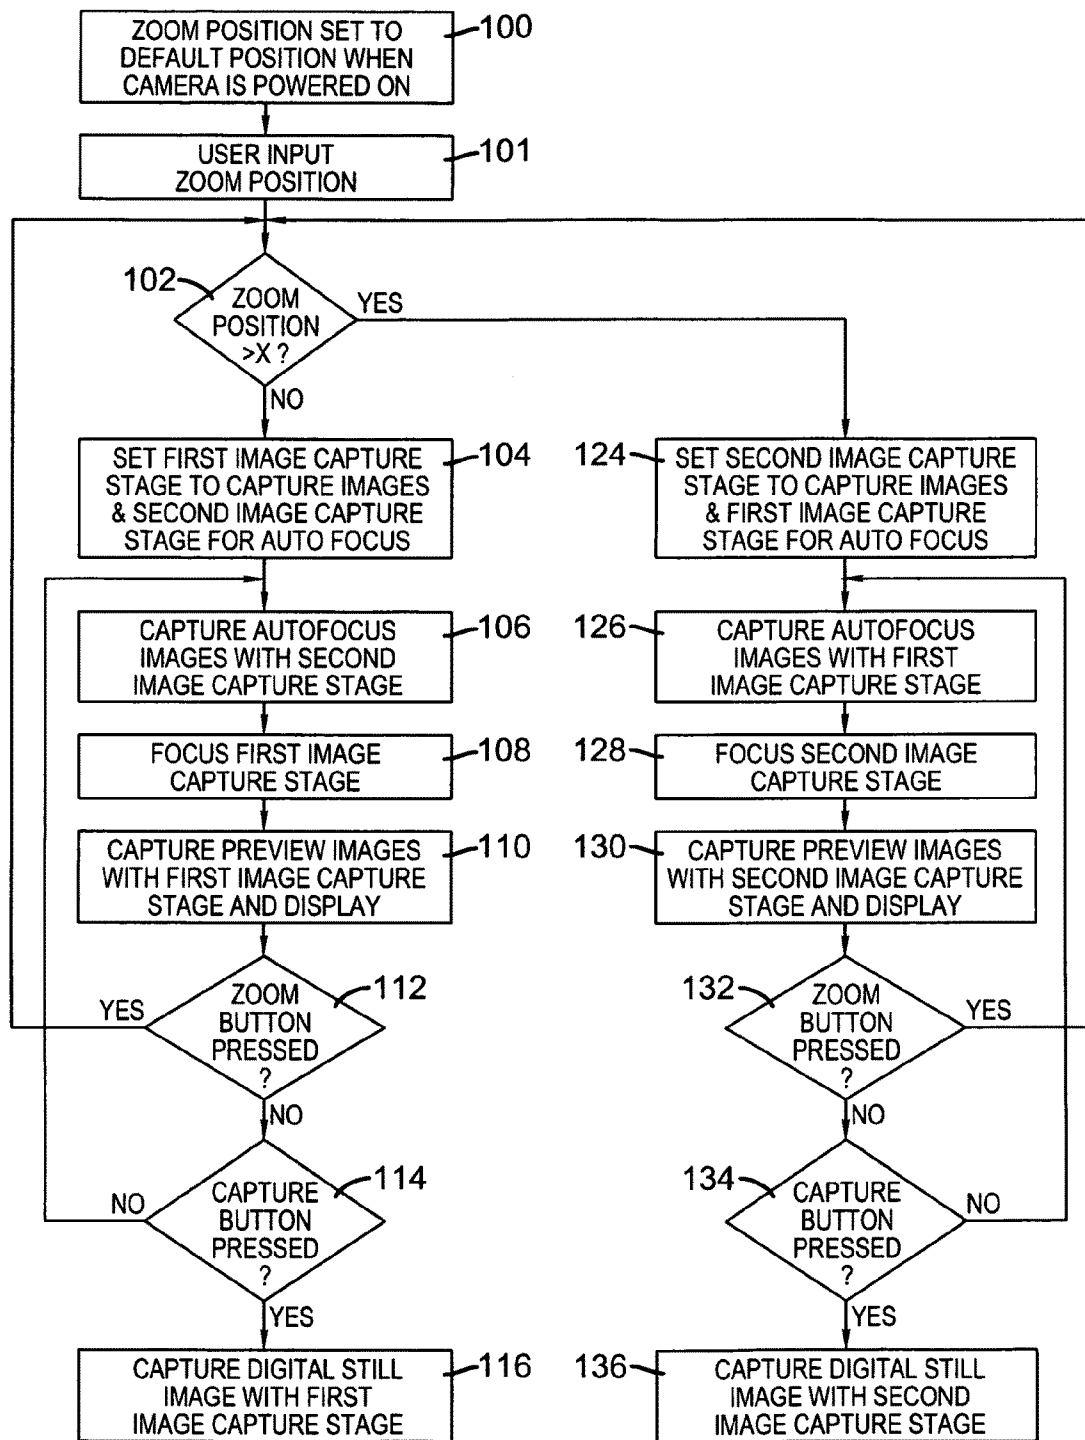 ZOOM POSITION SET TO
DEFAULT POSITION WHEN
CAMERA IS POWERED ON
100
USER INPUT
ZOOM POSITION
101
102
ZOOM
POSITION
>X ?
YES
NO
SET FIRST IMAGE CAPTURE
STAGE TO CAPTURE IMAGES
& SECOND IMAGE CAPTURE
STAGE FOR AUTO FOCUS
104
CAPTURE AUTOFOCUS
IMAGES WITH SECOND
IMAGE CAPTURE STAGE
106
FOCUS FIRST IMAGE
CAPTURE STAGE
108
CAPTURE PREVIEW IMAGES
WITH FIRST IMAGE CAPTURE
STAGE AND DISPLAY
110
ZOOM
BUTTON
PRESSED
?
112
YES
NO
CAPTURE
BUTTON
PRESSED
?
114
NO
YES
CAPTURE DIGITAL STILL
IMAGE WITH FIRST
IMAGE CAPTURE STAGE
116
124
SET SECOND IMAGE CAPTURE
STAGE TO CAPTURE IMAGES
& FIRST IMAGE CAPTURE
STAGE FOR AUTO FOCUS
126
CAPTURE AUTOFOCUS
IMAGES WITH FIRST
IMAGE CAPTURE STAGE
128
FOCUS SECOND IMAGE
CAPTURE STAGE
130
CAPTURE PREVIEW IMAGES
WITH SECOND IMAGE CAPTURE
STAGE AND DISPLAY
132
ZOOM
BUTTON
PRESSED
?
YES
NO
134
CAPTURE
BUTTON
PRESSED
?
NO
YES
136
CAPTURE DIGITAL STILL
IMAGE WITH SECOND
IMAGE CAPTURE STAGE